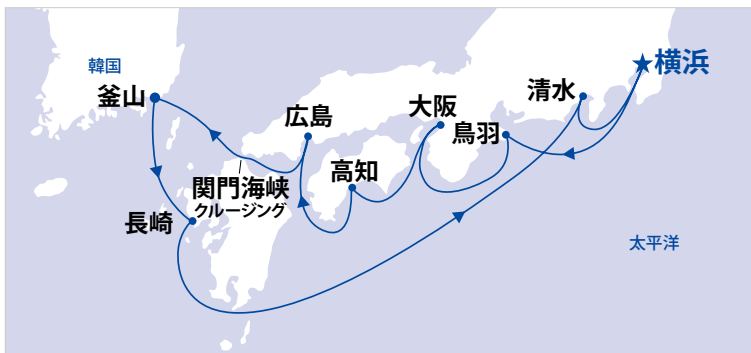 韓国
釜山
広島
大阪
鳥羽
清水
★横浜
高知
関門海峡
クルージング
長崎
太平洋